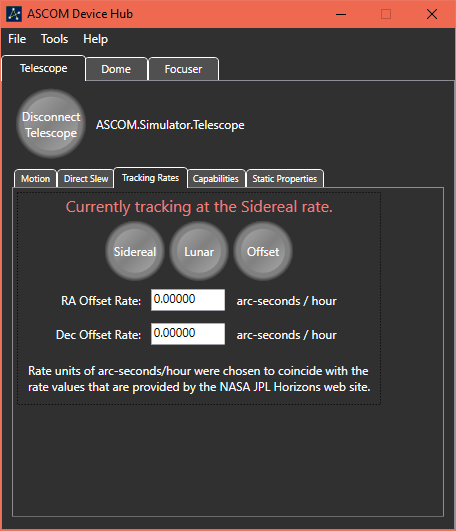 ASCOM Device Hub
File Tools Help
Telescope Dome Focuser
Disconnect
Telescope
ASCOM.Simulator.Telescope
Motion Direct Slew Tracking Rates Capabilities Static Properties
Currently tracking at the Sidereal rate.
Sidereal Lunar Offset
RA Offset Rate: 0.00000 arc-seconds / hour
Dec Offset Rate: 0.00000 arc-seconds / hour
Rate units of arc-seconds/hour were chosen to coincide with the
rate values that are provided by the NASA JPL Horizons web site.